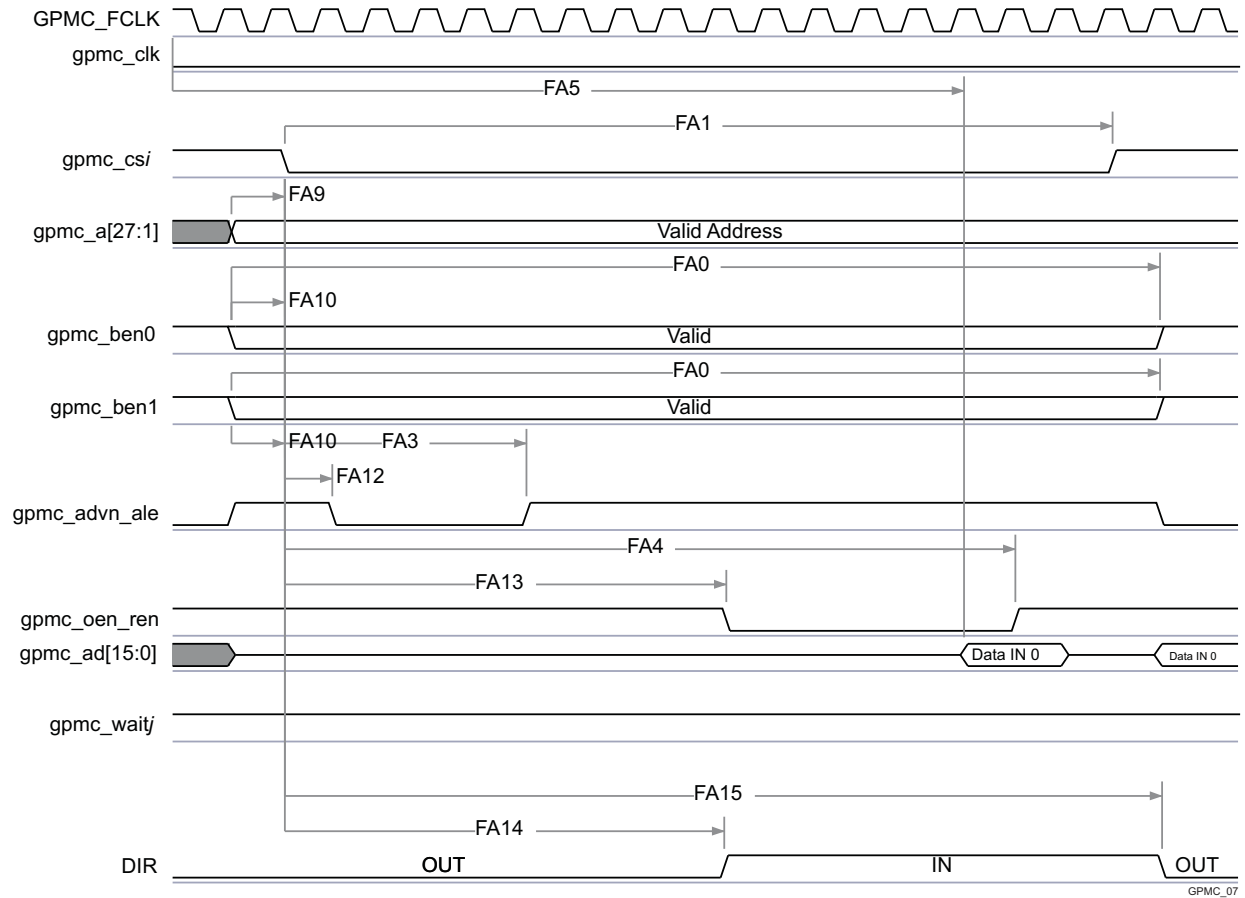 GPMC_FCLK
gpmc_clk
FA5
FA1
gpmc_csi
FA9
gpmc_a[27:1] Valid Address
FA0
FA10
gpmc_ben0 Valid
FA0
gpmc_ben1 Valid
FA10 FA3
FA12
gpmc_advn_ale
FA4
FA13
gpmc_oen_ren
gpmc_ad[15:0] Data IN 0 Data IN 0
gpmc_waitj
FA15
FA14
DIR OUT IN OUT
GPMC_07